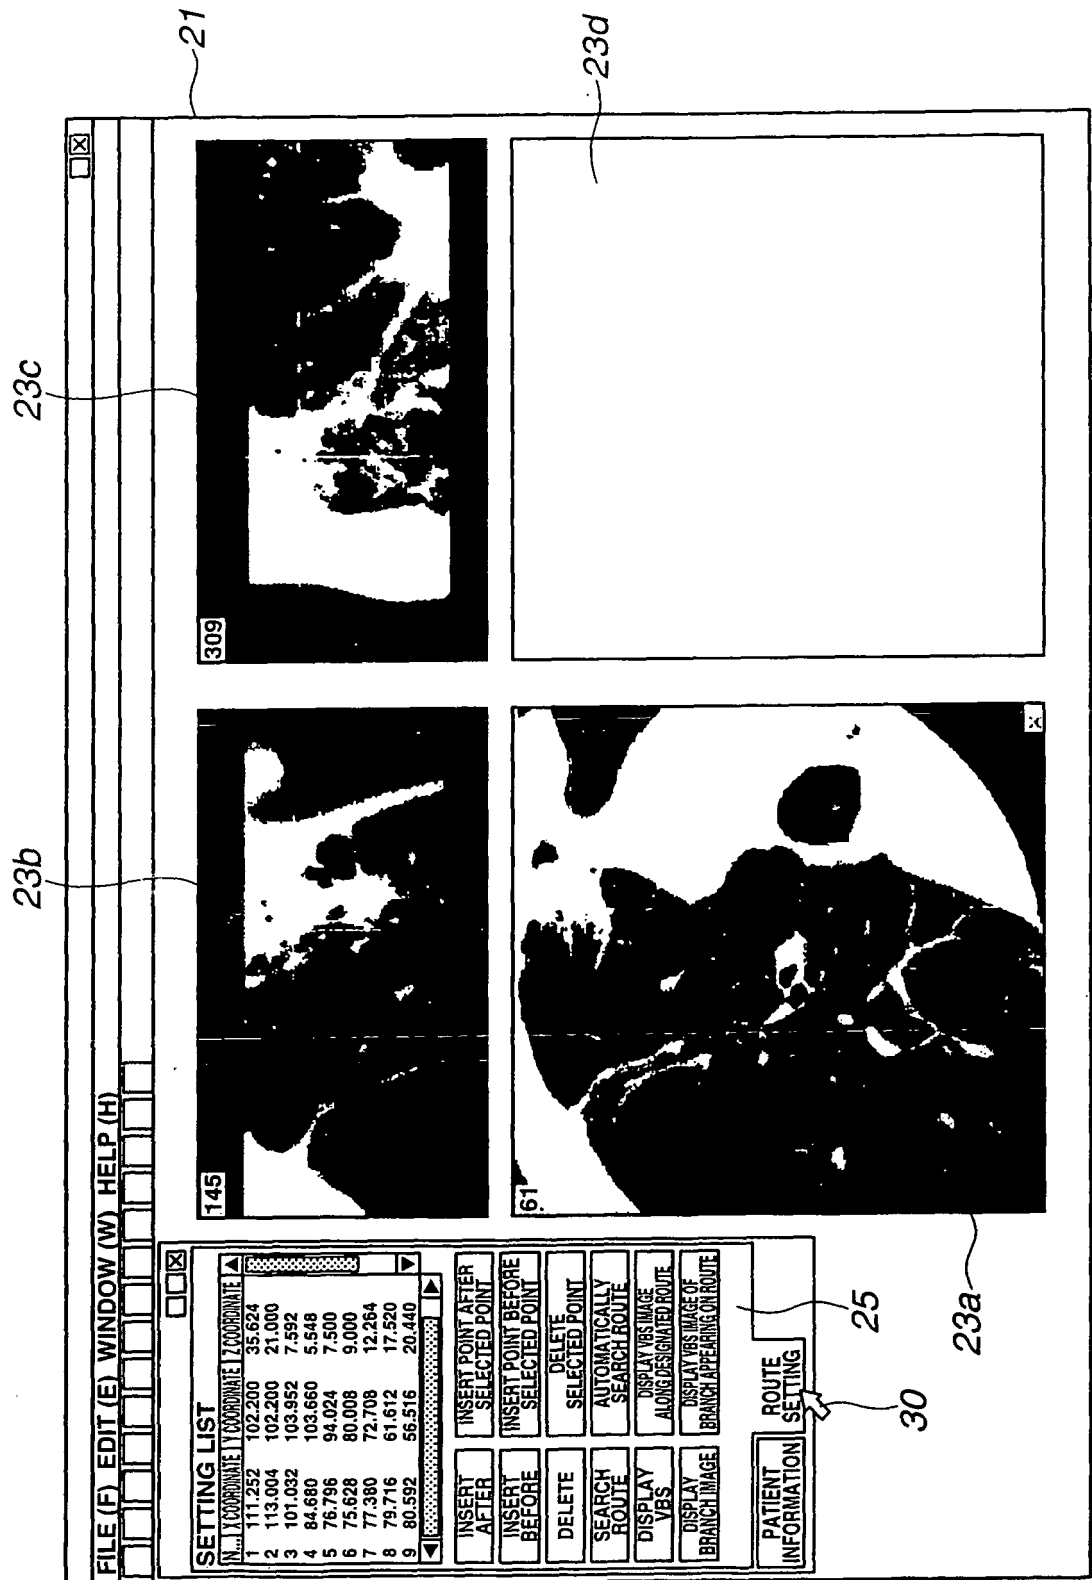 FILE (F) EDIT (E) WINDOW (W) HELP (H)
21
23b
23c
SETTING LIST
N... X COORDINATE Y COORDINATE Z COORDINATE
1 111.252 102.200 35.624
2 113.004 102.200 21.000
3 101.032 103.952 7.592
4 84.680 103.660 5.548
5 76.796 94.024 7.500
6 75.628 80.008 9.000
7 77.380 72.708 12.264
8 79.716 61.612 17.520
9 80.592 56.516 20.440
INSERT AFTER
INSERT POINT AFTER SELECTED POINT
INSERT BEFORE
INSERT POINT BEFORE SELECTED POINT
DELETE
DELETE SELECTED POINT
SEARCH ROUTE
AUTOMATICALLY SEARCH ROUTE
DISPLAY VBS
DISPLAY VBS IMAGE ALONG DESIGNATED ROUTE
DISPLAY BRANCH IMAGE
DISPLAY VBS IMAGE OF BRANCH APPEARING ON ROUTE
PATIENT INFORMATION
ROUTE SETTING
145
309
61
23d
25
30
23a